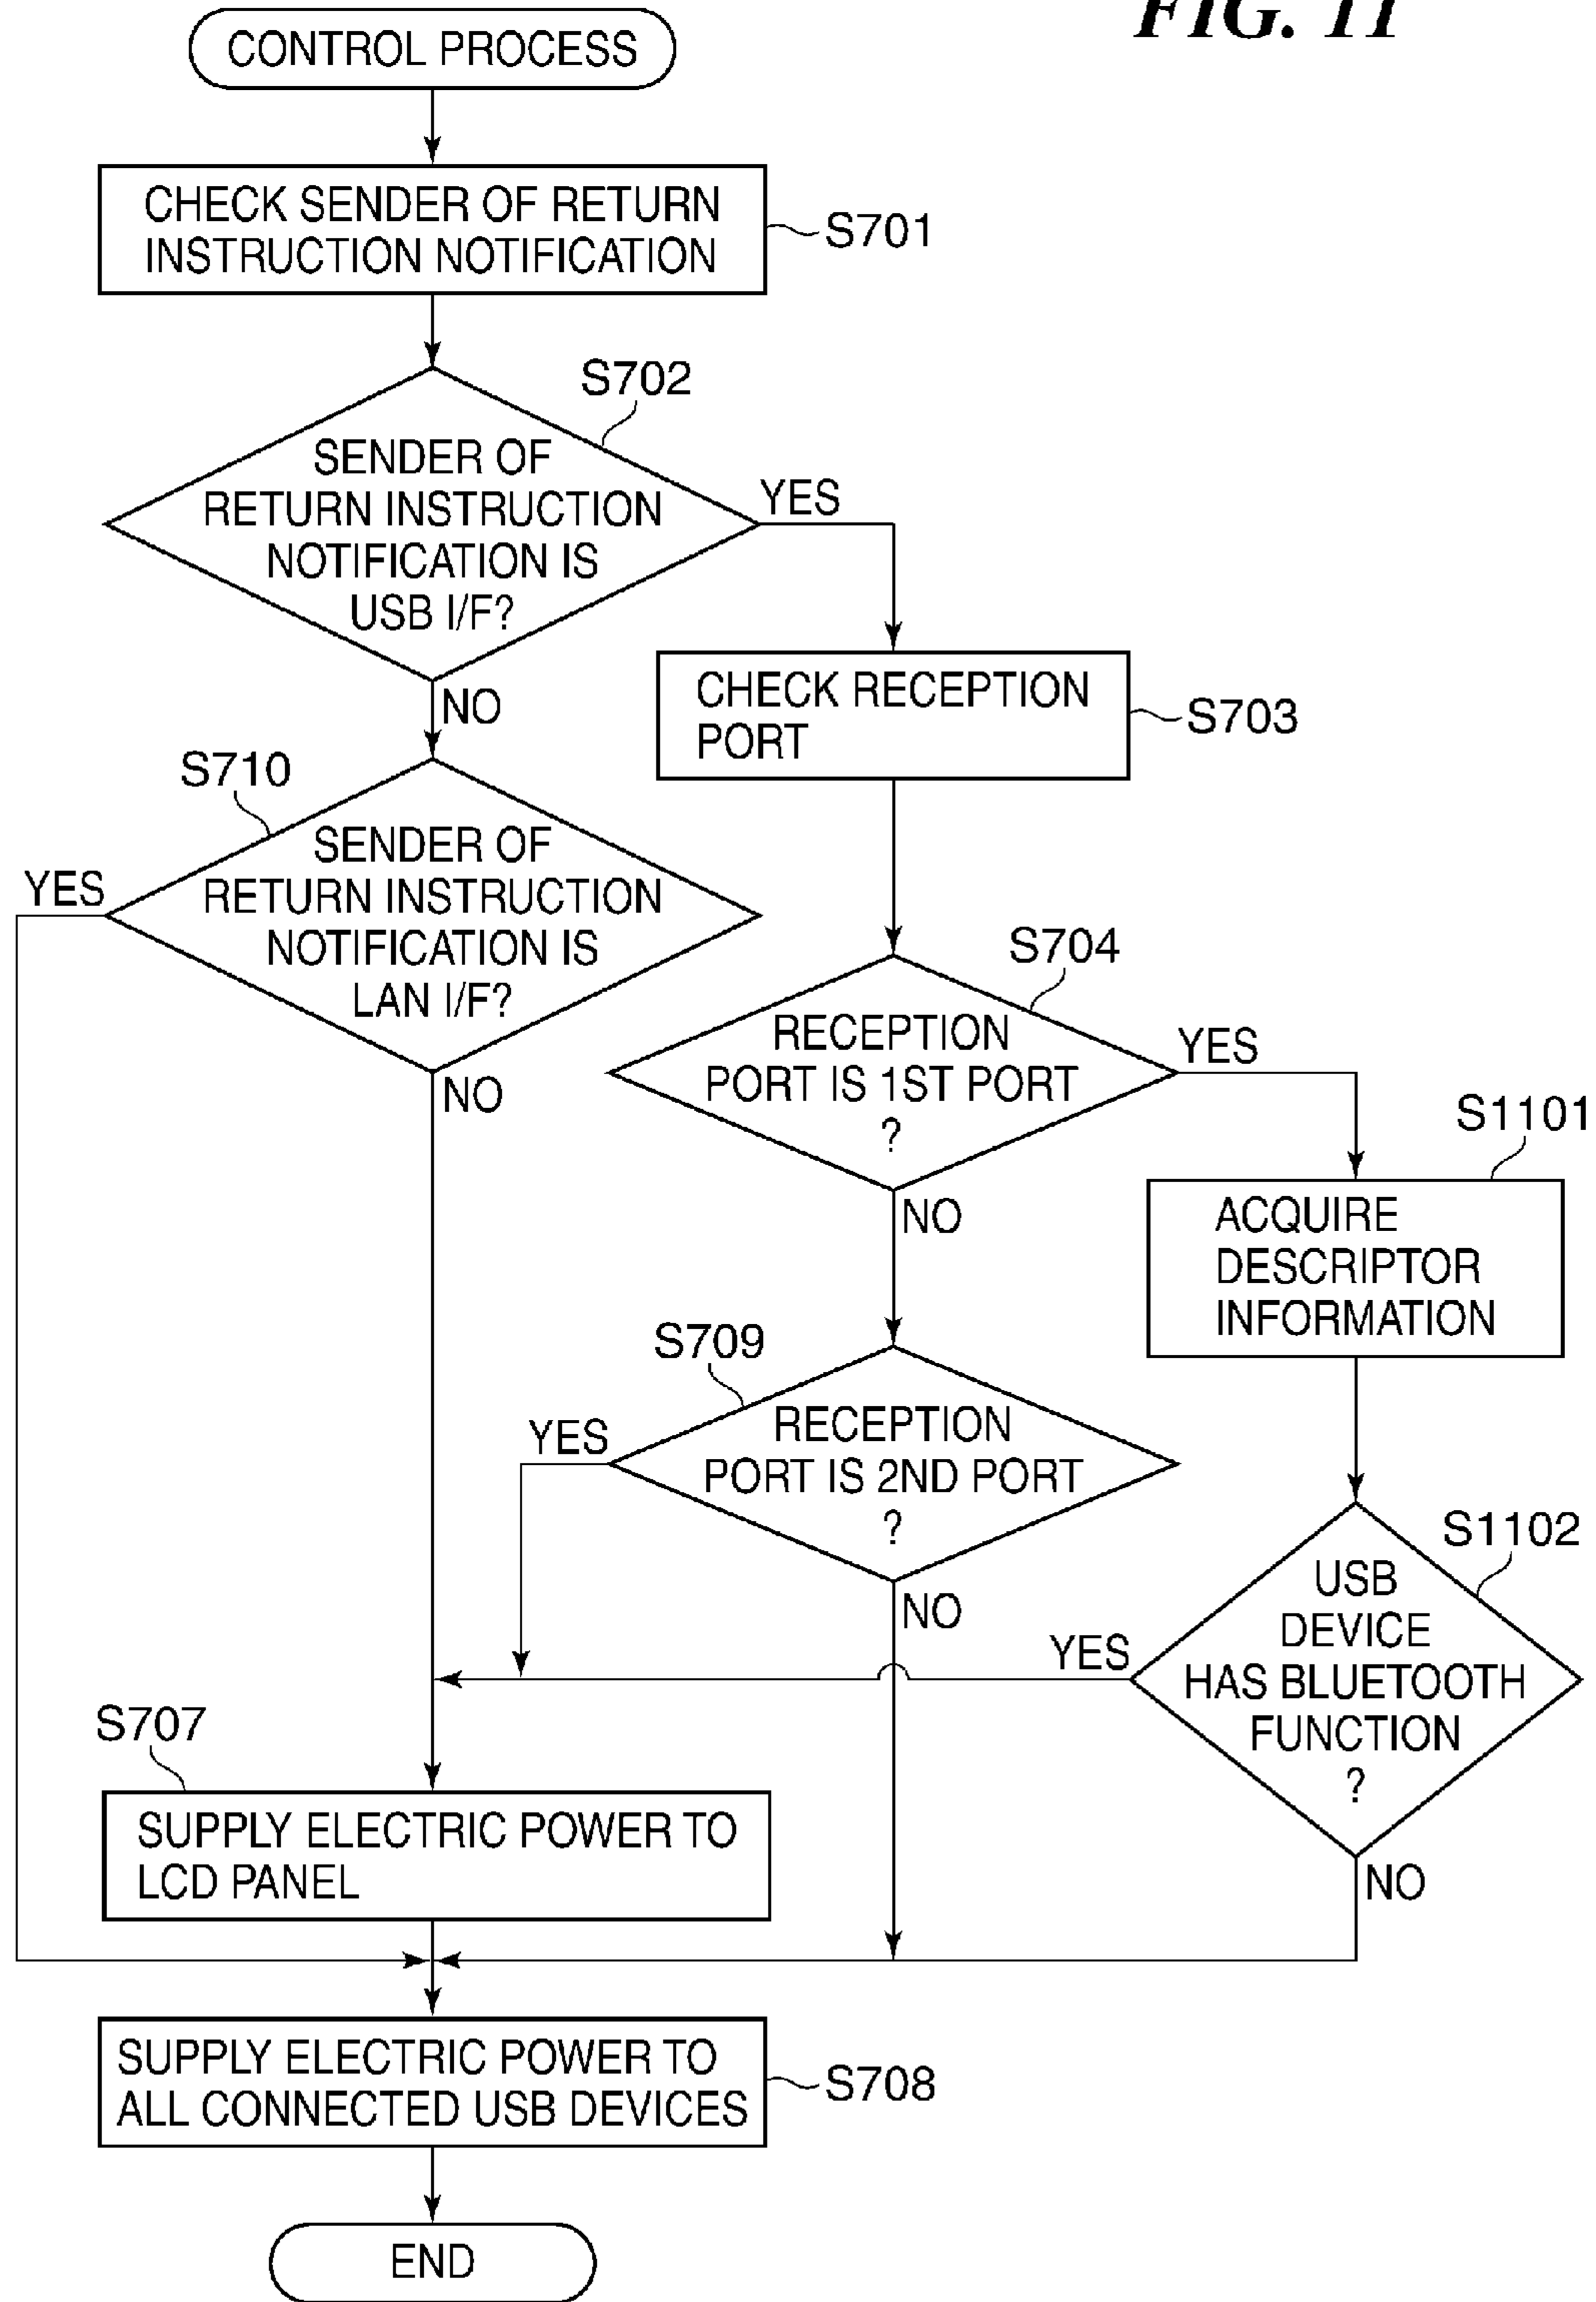 FIG. 11
CONTROL PROCESS
CHECK SENDER OF RETURN
INSTRUCTION NOTIFICATION
S701
S702
SENDER OF
RETURN INSTRUCTION
NOTIFICATION IS
USB I/F?
YES
NO
CHECK RECEPTION
PORT
S703
S710
SENDER OF
RETURN INSTRUCTION
NOTIFICATION IS
LAN I/F?
YES
NO
S704
RECEPTION
PORT IS 1ST PORT
?
YES
NO
S1101
ACQUIRE
DESCRIPTOR
INFORMATION
S709
RECEPTION
PORT IS 2ND PORT
?
YES
NO
S1102
USB
DEVICE
HAS BLUETOOTH
FUNCTION
?
YES
NO
S707
SUPPLY ELECTRIC POWER TO
LCD PANEL
SUPPLY ELECTRIC POWER TO
ALL CONNECTED USB DEVICES
S708
END